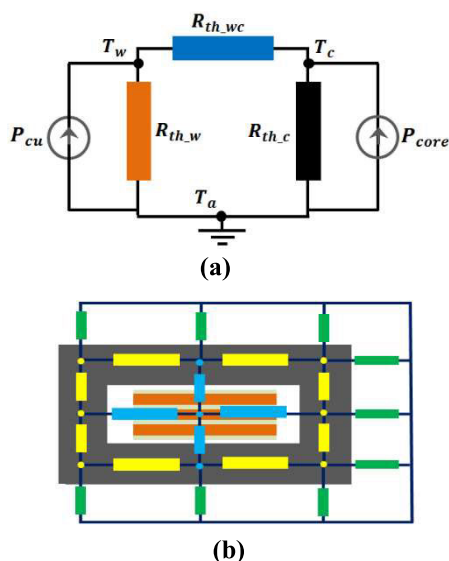 R_th_wc
T_w
T_c
P_cu
R_th_w
R_th_c
P_core
T_a
(a)
(b)